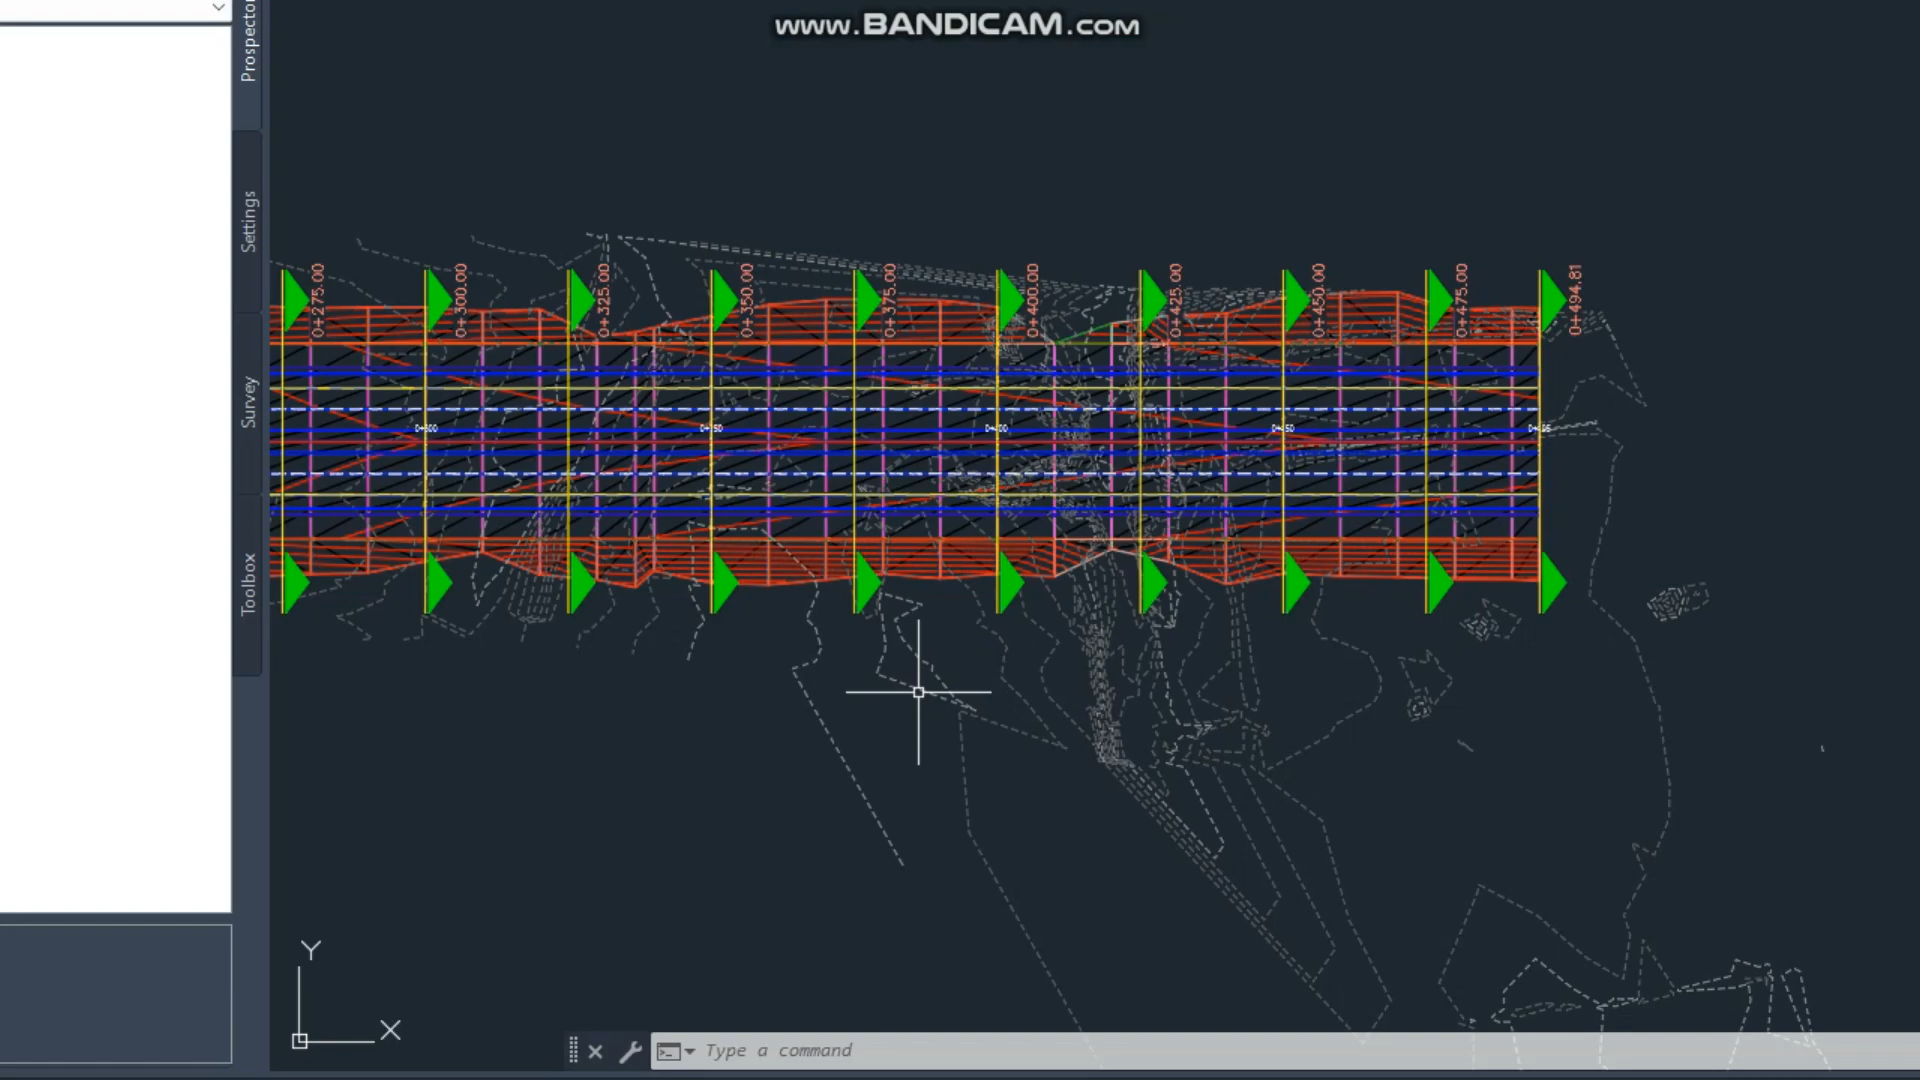 www.BANDICAM.com
Prospector
Settings
Survey
Toolbox
0+275.00
0+300.00
0+325.00
0+350.00
0+375.00
0+400.00
0+425.00
0+450.00
0+475.00
0+494.81
Y
X
Type a command